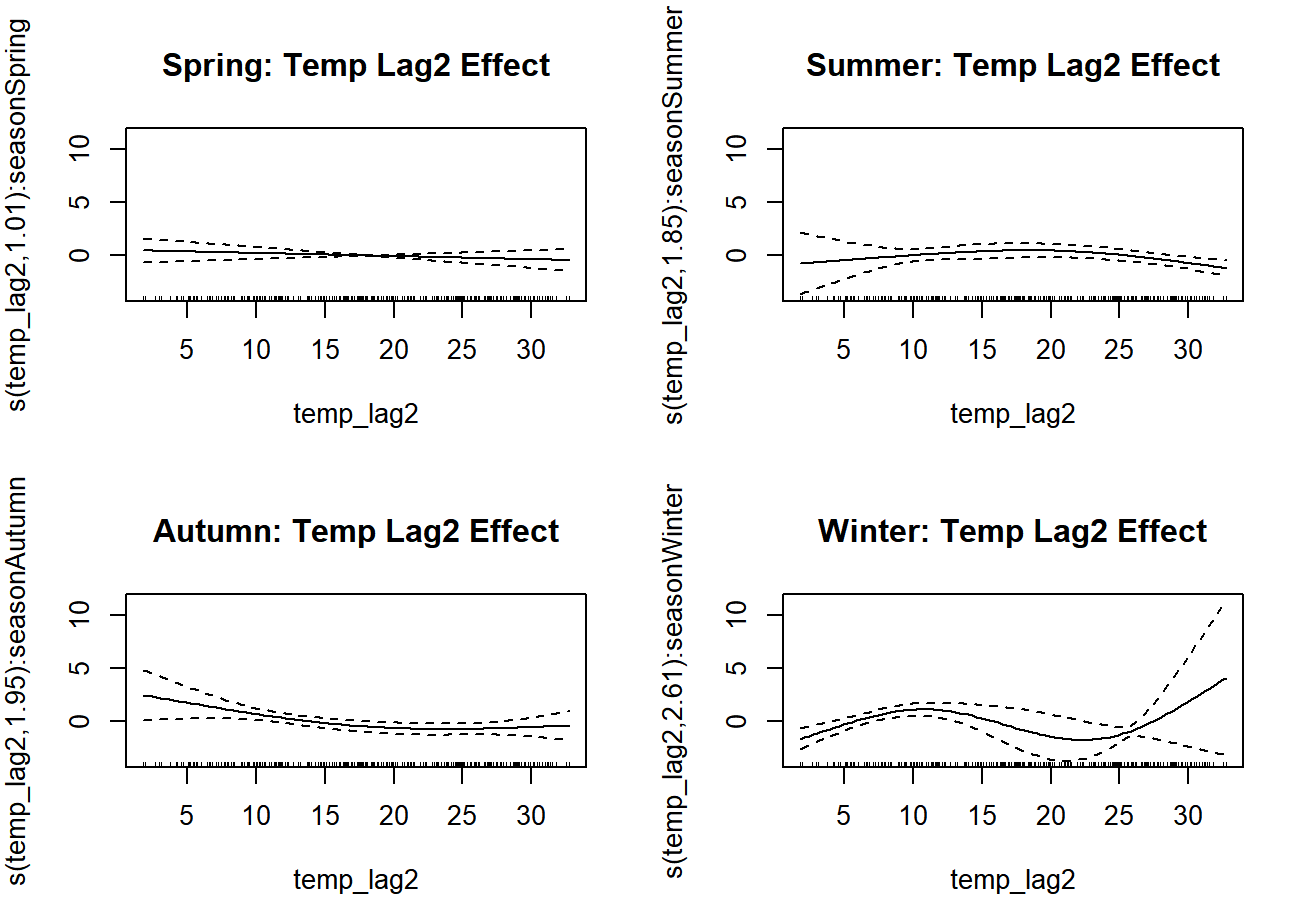 Spring: Temp Lag2 Effect
s(temp_lag2,1.01):seasonSpring
10
5
0
5 10 15 20 25 30
temp_lag2
Summer: Temp Lag2 Effect
s(temp_lag2,1.85):seasonSummer
10
5
0
5 10 15 20 25 30
temp_lag2
Autumn: Temp Lag2 Effect
s(temp_lag2,1.95):seasonAutumn
10
5
0
5 10 15 20 25 30
temp_lag2
Winter: Temp Lag2 Effect
s(temp_lag2,2.61):seasonWinter
10
5
0
5 10 15 20 25 30
temp_lag2